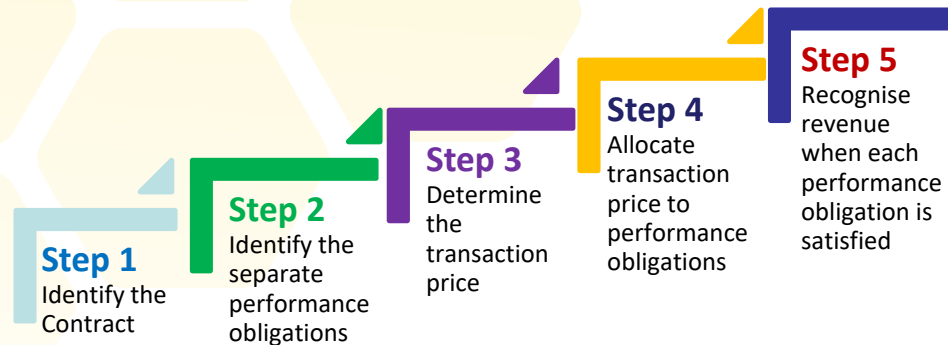 Step 1
Identify the
Contract
Step 2
Identify the
separate
performance
obligations
Step 3
Determine
the
transaction
price
Step 4
Allocate
transaction
price to
performance
obligations
Step 5
Recognise
revenue
when each
performance
obligation is
satisfied